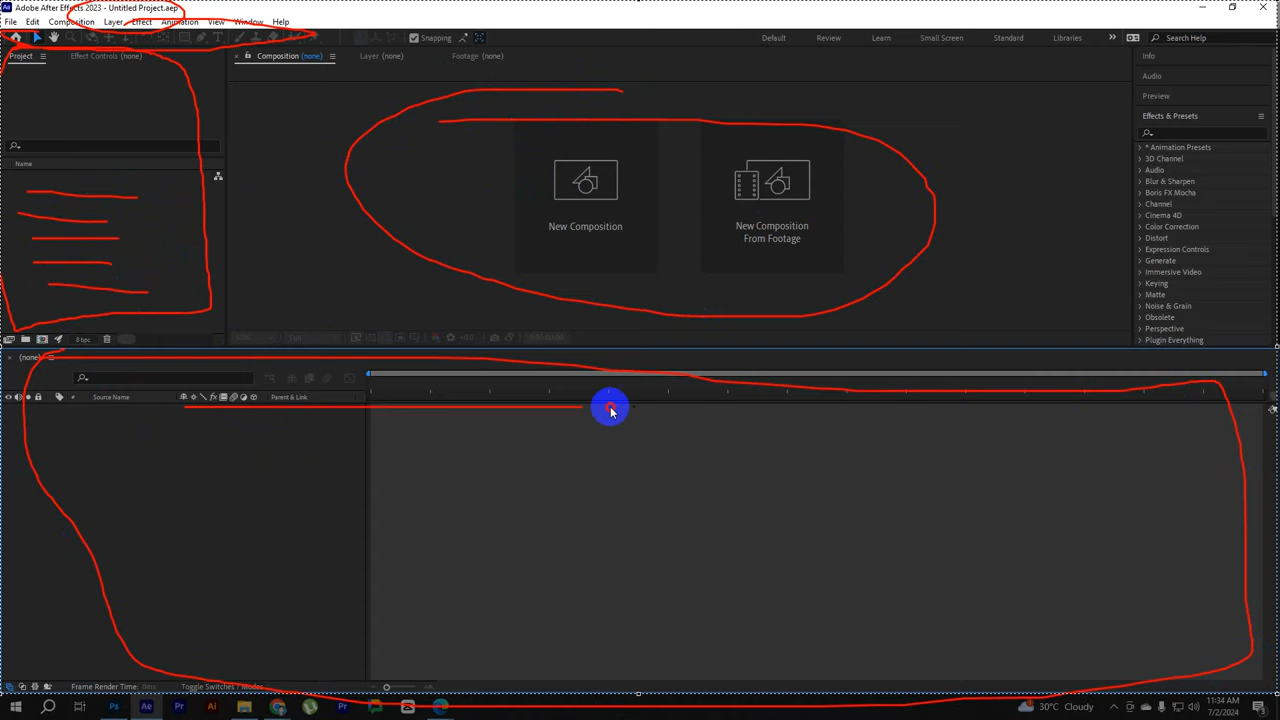 Adobe After Effects 2023 - Untitled Project.aep
File Edit Composition Layer Effect Animation View Window Help
Snapping Default Review Learn Small Screen Standard Libraries Search Help
Project Effect Controls (none) Composition (none) Layer (none) Footage (none) Info
Audio
Preview
Effects & Presets
Name
* Animation Presets
3D Channel
Audio
Blur & Sharpen
Boris FX Mocha
Channel
Cinema 4D
Color Correction
Distort
Expression Controls
Generate
Immersive Video
Keying
Matte
Noise & Grain
Obsolete
Perspective
Plugin Everything
New Composition
New Composition
From Footage
8 bpc
(none)
Source Name Parent & Link
Frame Render Time: 0ms Toggle Switches / Modes
30°C Cloudy
11:34 AM
7/2/2024